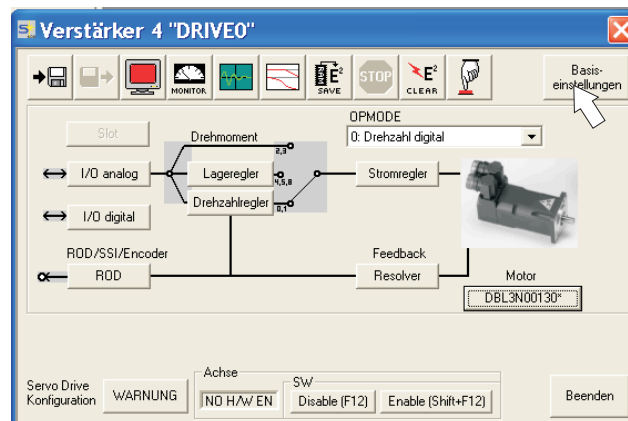 Verstärker 4 "DRIVE0"
MONITOR
E²
SAVE
STOP
E²
CLEAR
Basis-
einstellungen
OPMODE
0: Drehzahl digital
Slot
Drehmoment
2,3
I/O analog
Lageregler
4,5,8
Stromregler
Drehzahlregler
0,1
I/O digital
ROD/SSI/Encoder
ROD
Feedback
Resolver
Motor
DBL3N00130*
Servo Drive
Konfiguration
WARNUNG
Achse
NO H/W EN
SW
Disable (F12)
Enable (Shift+F12)
Beenden